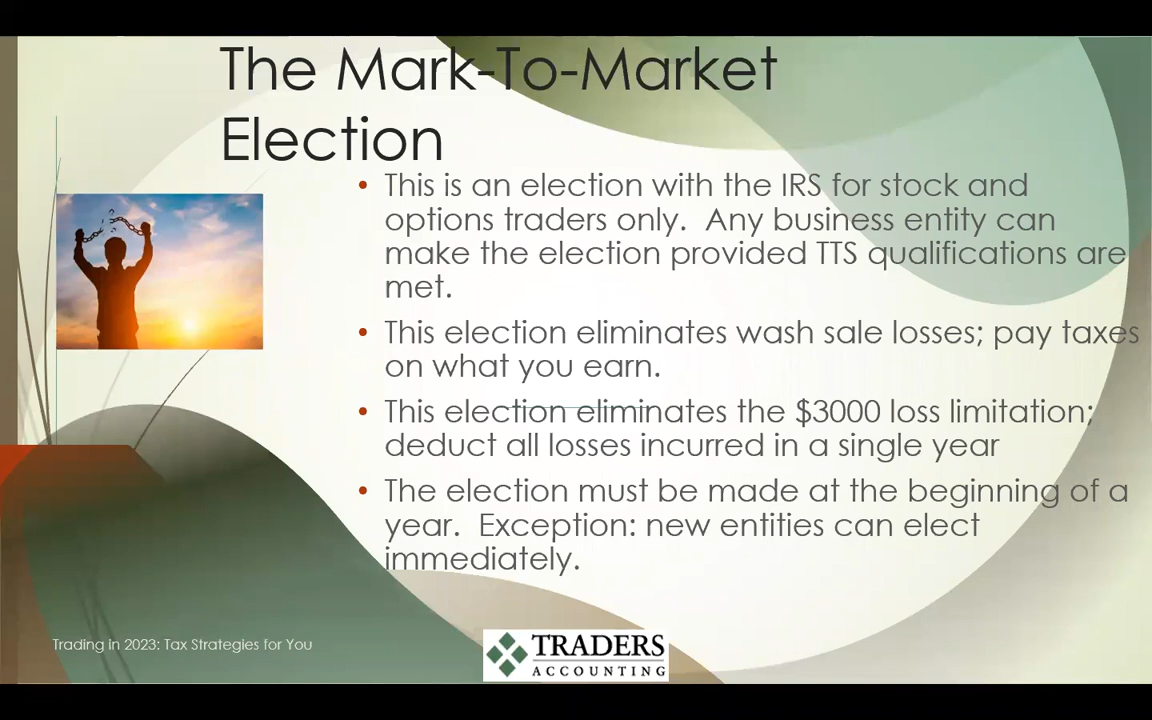 The Mark-To-Market
Election
This is an election with the IRS for stock and
options traders only.  Any business entity can
make the election provided TTS qualifications are
met.
This election eliminates wash sale losses; pay taxes
on what you earn.
This election eliminates the $3000 loss limitation;
deduct all losses incurred in a single year
The election must be made at the beginning of a
year.  Exception: new entities can elect
immediately.
Trading in 2023: Tax Strategies for You
TRADERS
ACCOUNTING